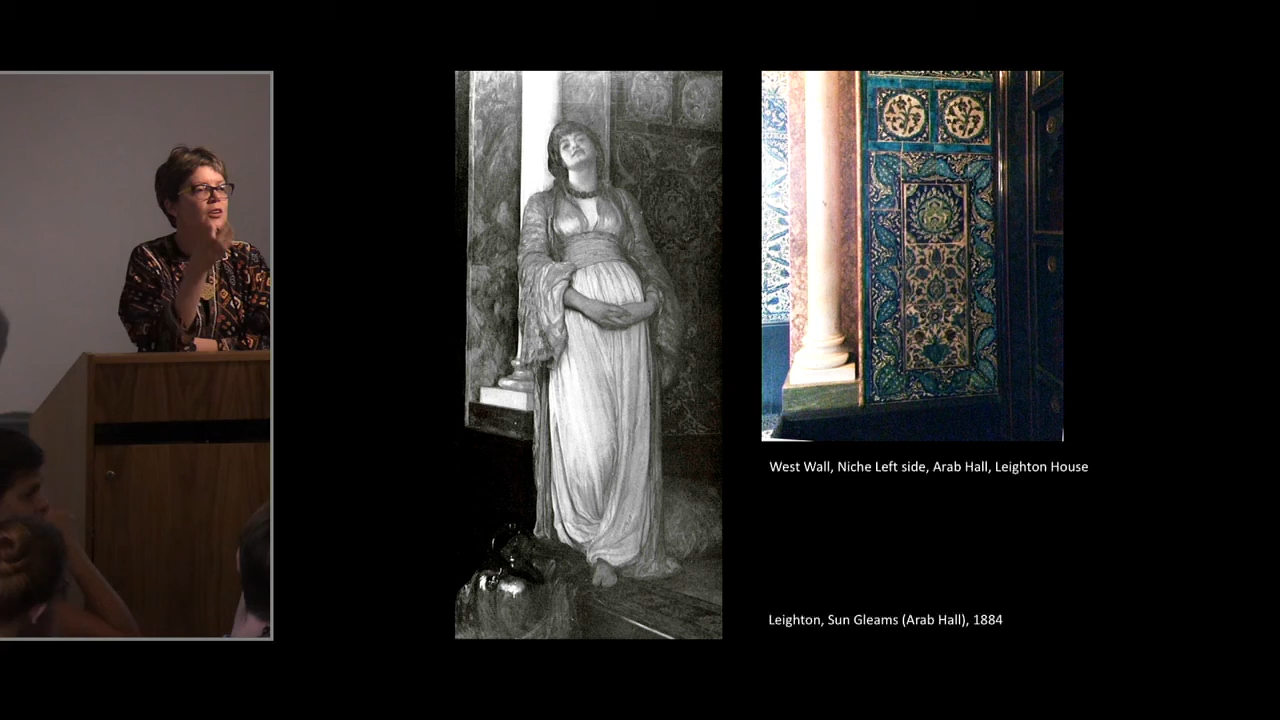 West Wall, Niche Left side, Arab Hall, Leighton House
Leighton, Sun Gleams (Arab Hall), 1884